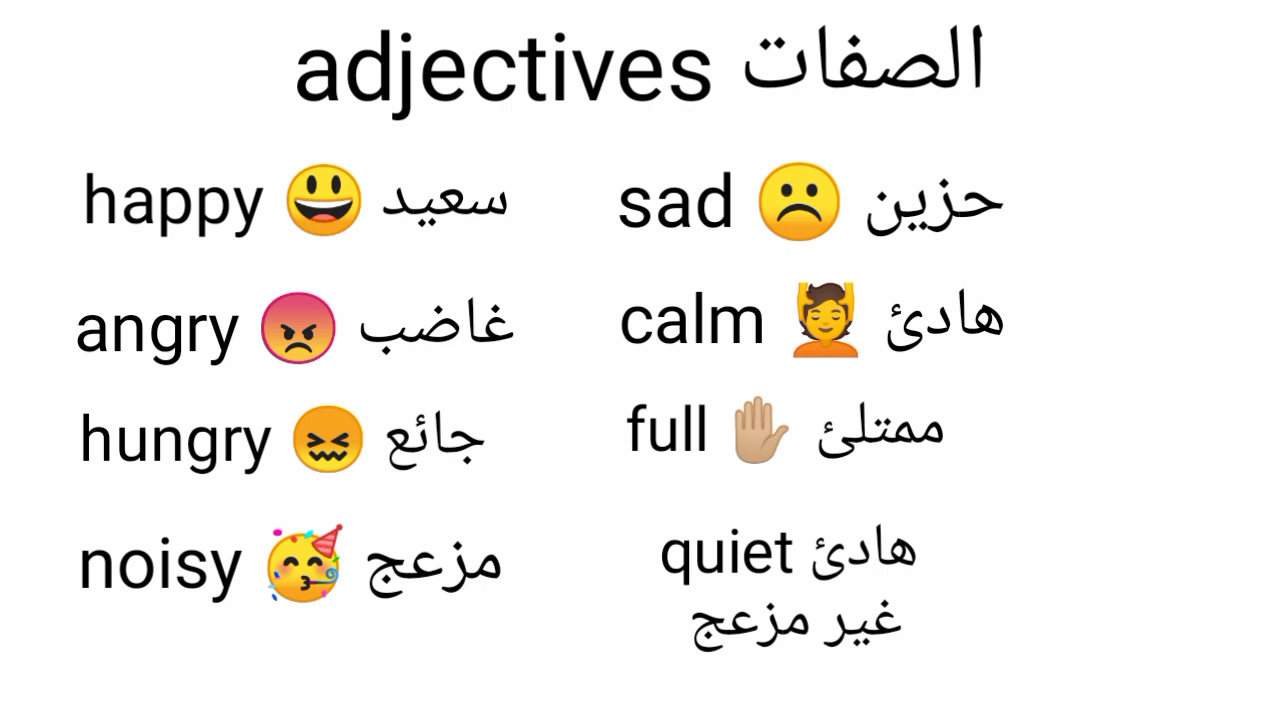 adjectives الصفات
happy 😃 سعيد
sad ☹️ حزين
angry 😡 غاضب
calm 💆 هادئ
hungry 😖 جائع
full 🤚🏼 ممتلئ
noisy 🥳 مزعج
quiet هادئ
غير مزعج